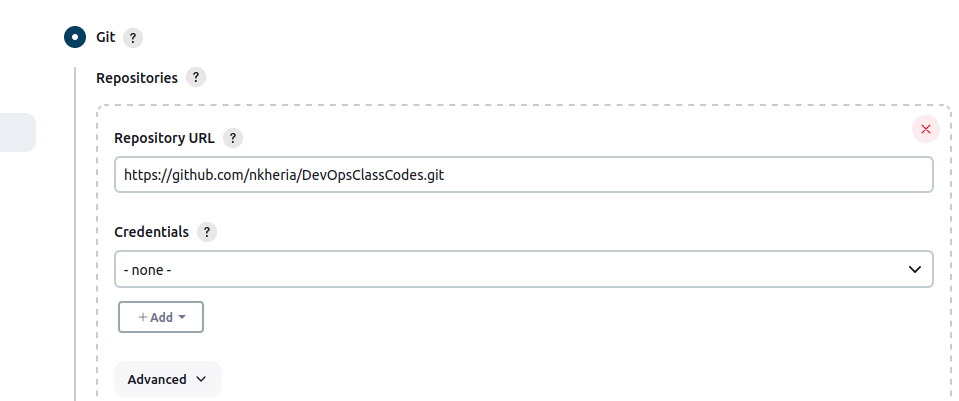 Git ?
Repositories ?
Repository URL ?
https://github.com/nkheria/DevOpsClassCodes.git
Credentials ?
- none -
+ Add
Advanced